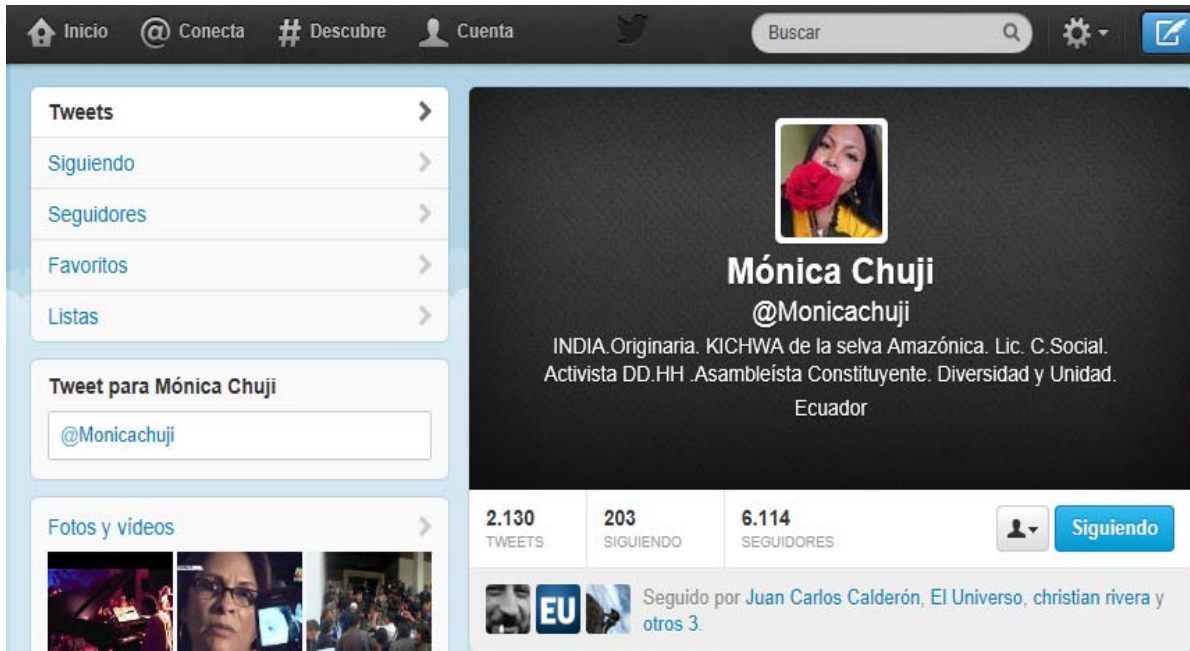 Inicio @ Conecta # Descubre Cuenta Buscar
Tweets
Siguiendo
Seguidores
Favoritos
Listas
Tweet para Mónica Chuji
@Monicachuji
Fotos y vídeos
Mónica Chuji
@Monicachuji
INDIA.Originaria. KICHWA de la selva Amazónica. Lic. C.Social.
Activista DD.HH .Asambleísta Constituyente. Diversidad y Unidad.
Ecuador
2.130 203 6.114
TWEETS SIGUIENDO SEGUIDORES
Siguiendo
EU
Seguido por Juan Carlos Calderón, El Universo, christian rivera y
otros 3.